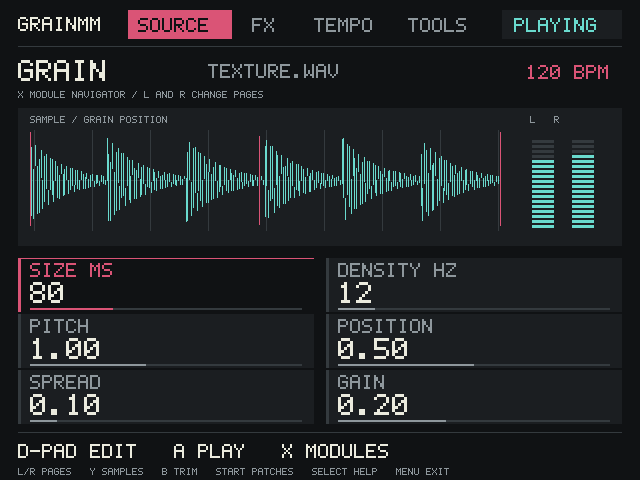 GRAINMM SOURCE FX TEMPO TOOLS PLAYING
GRAIN TEXTURE.WAV 120 BPM
X MODULE NAVIGATOR / L AND R CHANGE PAGES
SAMPLE / GRAIN POSITION L R
SIZE MS DENSITY HZ
80 12
PITCH POSITION
1.00 0.50
SPREAD GAIN
0.10 0.20
D-PAD EDIT A PLAY X MODULES
L/R PAGES Y SAMPLES B TRIM START PATCHES SELECT HELP MENU EXIT